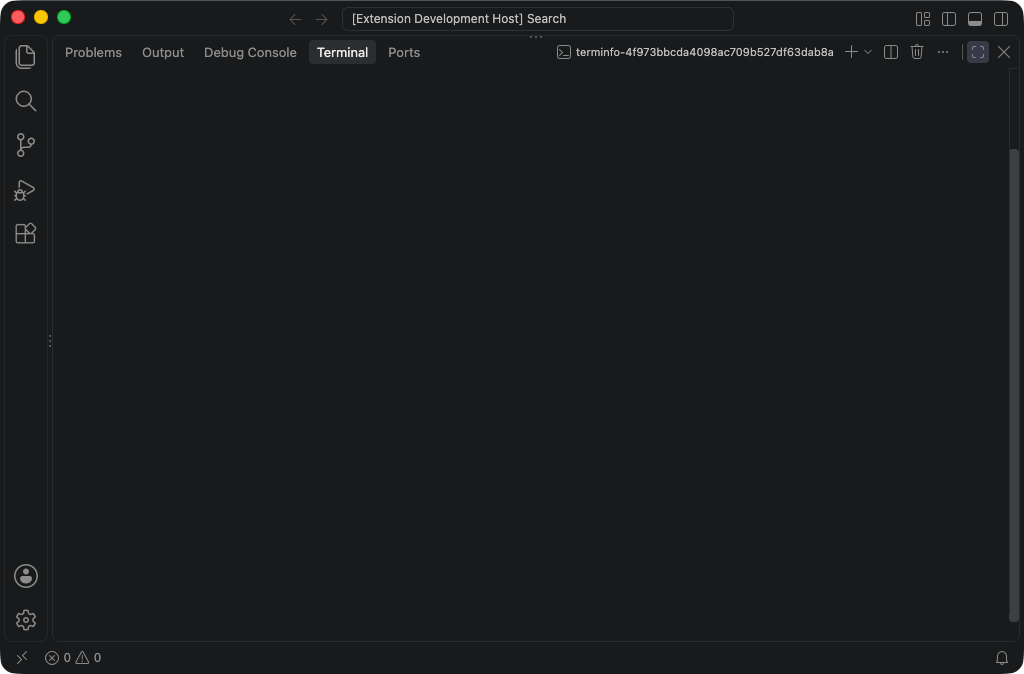 [Extension Development Host] Search
Problems Output Debug Console Terminal Ports terminfo-4f973bbcda4098ac709b527df63dab8a
0 0